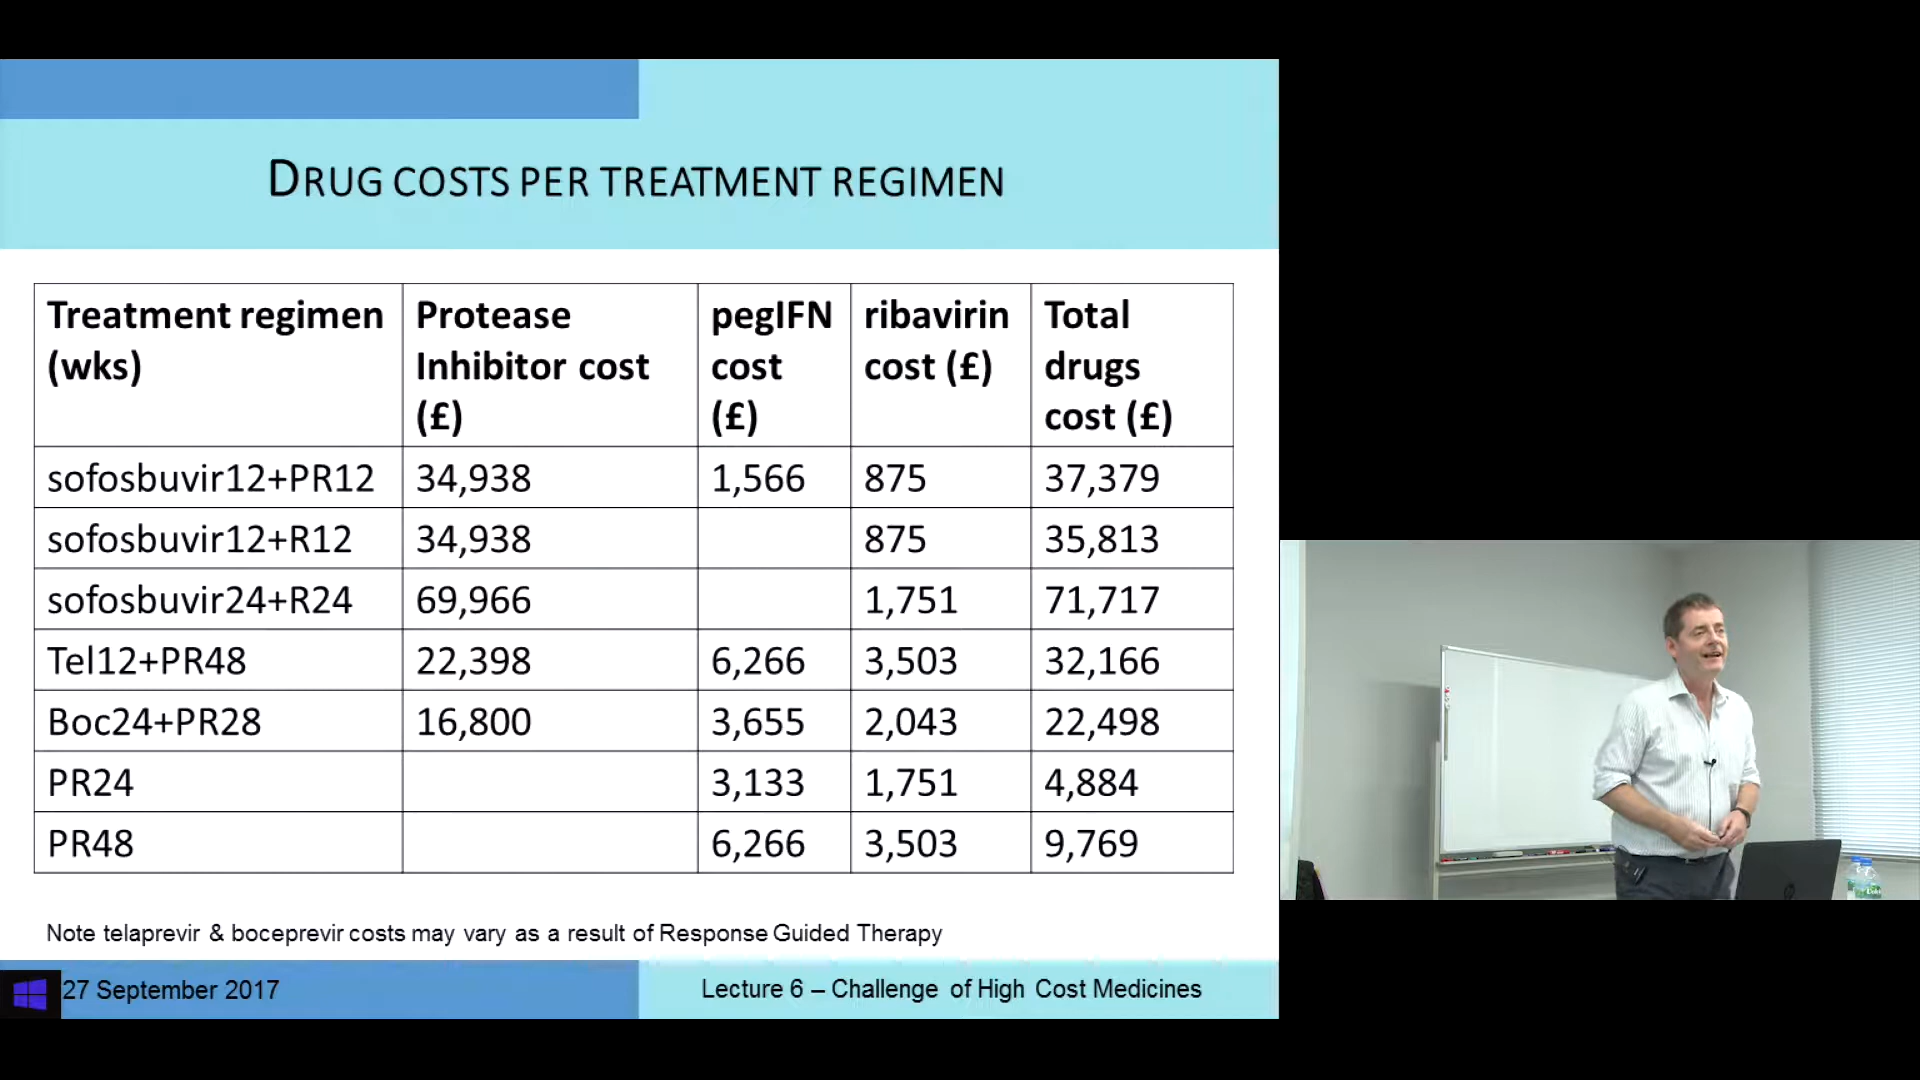 DRUG COSTS PER TREATMENT REGIMEN
Treatment regimen (wks) Protease Inhibitor cost (£) pegIFN cost (£) ribavirin cost (£) Total drugs cost (£)
sofosbuvir12+PR12 34,938 1,566 875 37,379
sofosbuvir12+R12 34,938 875 35,813
sofosbuvir24+R24 69,966 1,751 71,717
Tel12+PR48 22,398 6,266 3,503 32,166
Boc24+PR28 16,800 3,655 2,043 22,498
PR24 3,133 1,751 4,884
PR48 6,266 3,503 9,769
Note telaprevir & boceprevir costs may vary as a result of Response Guided Therapy
27 September 2017
Lecture 6 – Challenge of High Cost Medicines